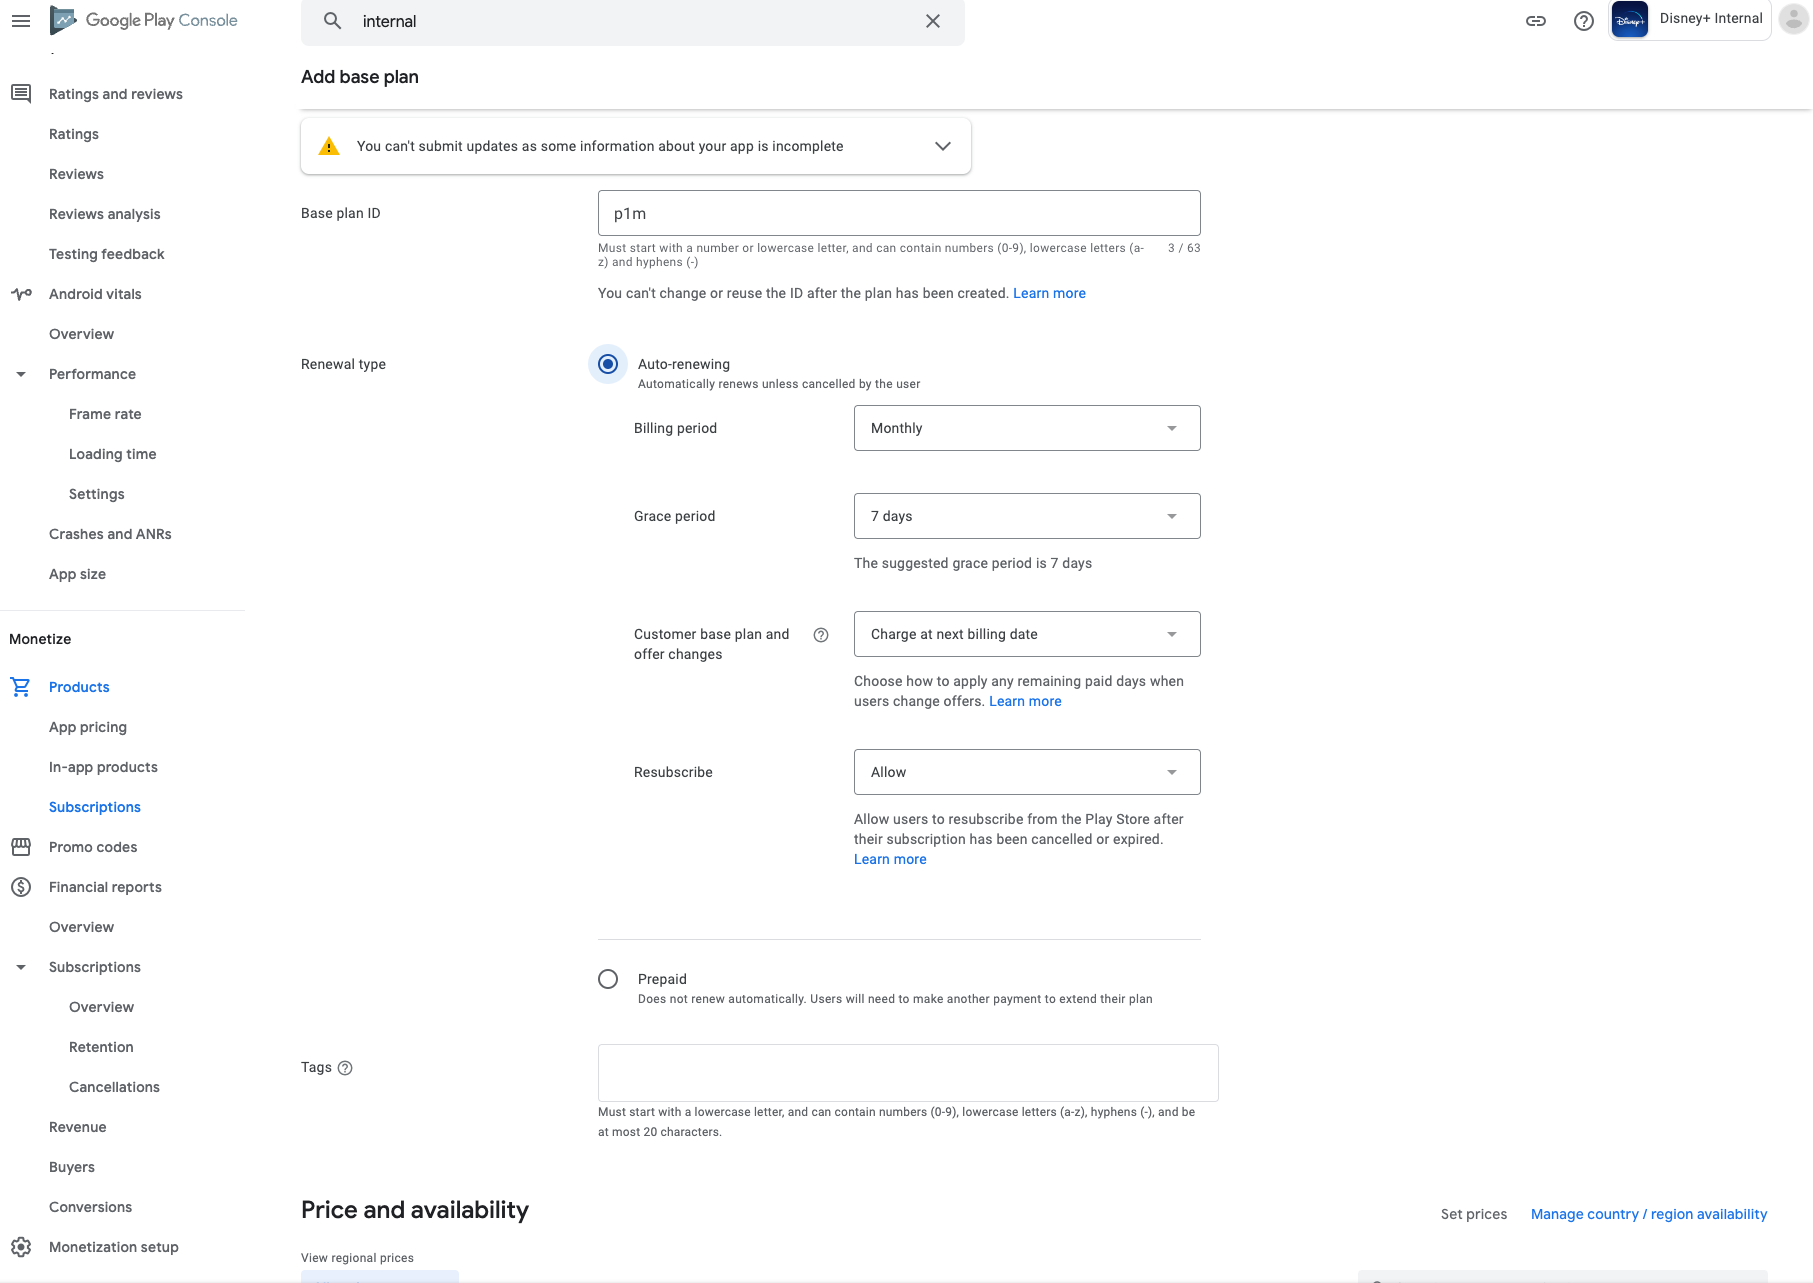 Google Play Console
internal
Disney+
Disney+ Internal
Add base plan
Ratings and reviews
Ratings
Reviews
Reviews analysis
Testing feedback
Android vitals
Overview
Performance
Frame rate
Loading time
Settings
Crashes and ANRs
App size
Monetize
Products
App pricing
In-app products
Subscriptions
Promo codes
Financial reports
Overview
Subscriptions
Overview
Retention
Cancellations
Revenue
Buyers
Conversions
Monetization setup
You can't submit updates as some information about your app is incomplete
Base plan ID
p1m
Must start with a number or lowercase letter, and can contain numbers (0-9), lowercase letters (a-
z) and hyphens (-)
3 / 63
You can't change or reuse the ID after the plan has been created. Learn more
Renewal type
Auto-renewing
Automatically renews unless cancelled by the user
Billing period
Monthly
Grace period
7 days
The suggested grace period is 7 days
Customer base plan and
offer changes
Charge at next billing date
Choose how to apply any remaining paid days when
users change offers. Learn more
Resubscribe
Allow
Allow users to resubscribe from the Play Store after
their subscription has been cancelled or expired.
Learn more
Prepaid
Does not renew automatically. Users will need to make another payment to extend their plan
Tags
Must start with a lowercase letter, and can contain numbers (0-9), lowercase letters (a-z), hyphens (-), and be
at most 20 characters.
Price and availability
Set prices
Manage country / region availability
View regional prices